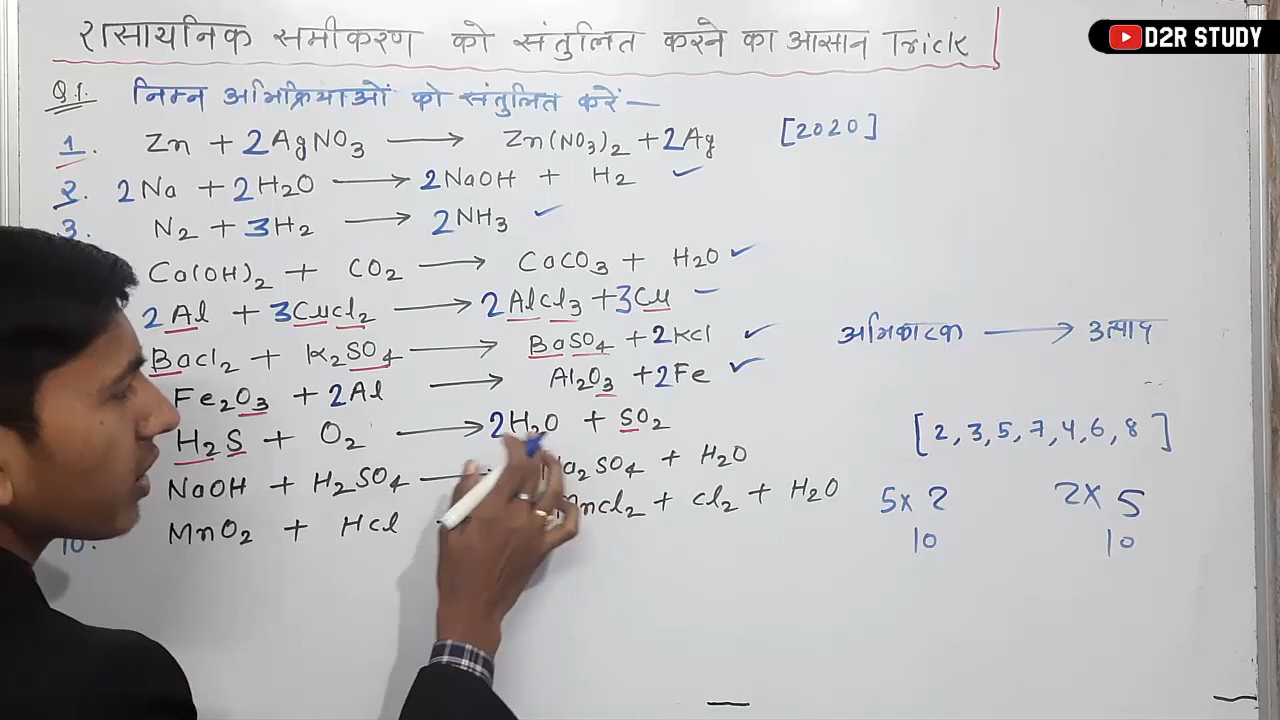 रासायनिक समीकरण को संतुलित करने का आसान Trick
D2R STUDY
Q.1. निम्न अभिक्रियाओं को संतुलित करें —
1. Zn + 2AgNO3 ⟶ Zn(NO3)2 + 2Ag [2020]
2. 2Na + 2H2O ⟶ 2NaOH + H2 ✓
3. N2 + 3H2 ⟶ 2NH3 ✓
Ca(OH)2 + CO2 ⟶ CaCO3 + H2O ✓
2Al + 3CuCl2 ⟶ 2AlCl3 + 3Cu
BaCl2 + K2SO4 ⟶ BaSO4 + 2KCl ✓
अभिकारक ⟶ उत्पाद
Fe2O3 + 2Al ⟶ Al2O3 + 2Fe ✓
H2S + O2 ⟶ 2H2O + SO2
[2, 3, 5, 7, 4, 6, 8]
NaOH + H2SO4 ⟶ Na2SO4 + H2O
10. MnO2 + HCl MnCl2 + Cl2 + H2O
5x2 2x5
10 10